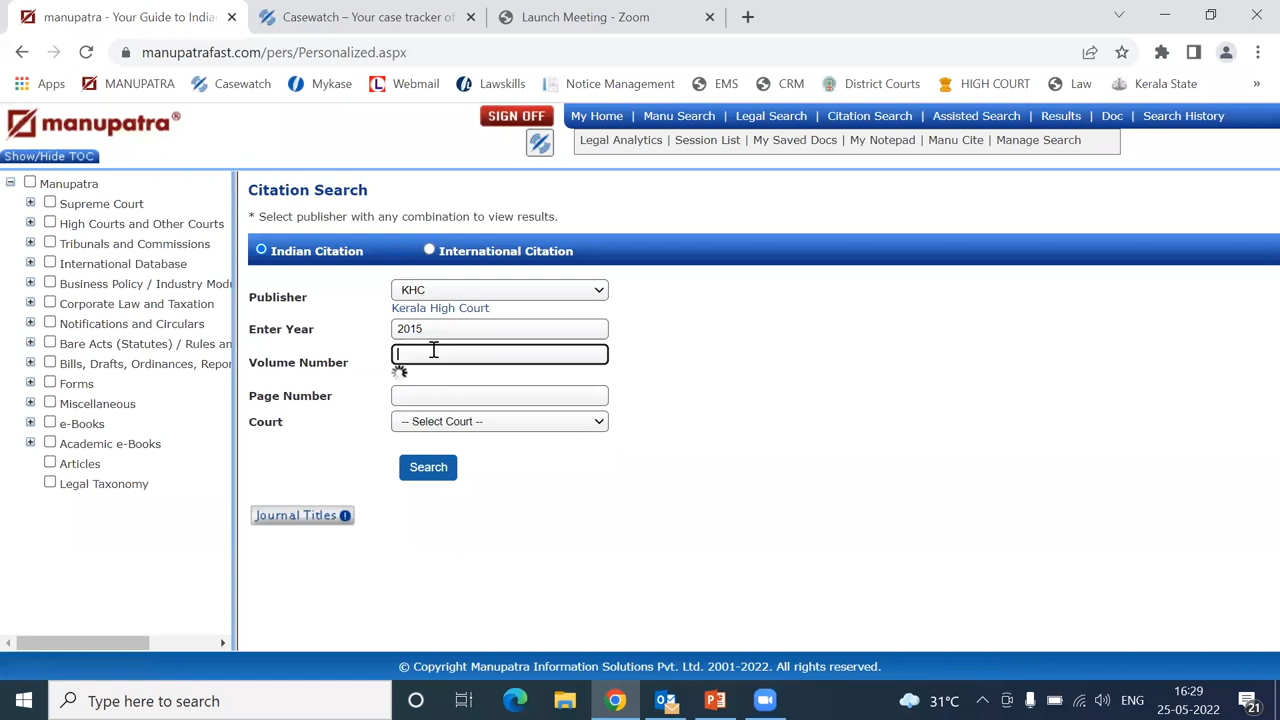 manupatra - Your Guide to India
Casewatch – Your case tracker of
Launch Meeting - Zoom
manupatrafast.com/pers/Personalized.aspx
Apps
MANUPATRA
Casewatch
Mykase
Webmail
Lawskills
Notice Management
EMS
CRM
District Courts
HIGH COURT
Law
Kerala State
»
manupatra®
SIGN OFF
My Home | Manu Search | Legal Search | Citation Search | Assisted Search | Results | Doc | Search History
Legal Analytics | Session List | My Saved Docs | My Notepad | Manu Cite | Manage Search
Show/Hide TOC
Manupatra
Supreme Court
High Courts and Other Courts
Tribunals and Commissions
International Database
Business Policy / Industry Modu
Corporate Law and Taxation
Notifications and Circulars
Bare Acts (Statutes) / Rules an
Bills, Drafts, Ordinances, Repor
Forms
Miscellaneous
e-Books
Academic e-Books
Articles
Legal Taxonomy
Citation Search
* Select publisher with any combination to view results.
Indian Citation
International Citation
Publisher
KHC
Kerala High Court
Enter Year
2015
Volume Number
Page Number
Court
-- Select Court --
Search
Journal Titles
© Copyright Manupatra Information Solutions Pvt. Ltd. 2001-2022. All rights reserved.
Type here to search
31°C
ENG
16:29
25-05-2022
21